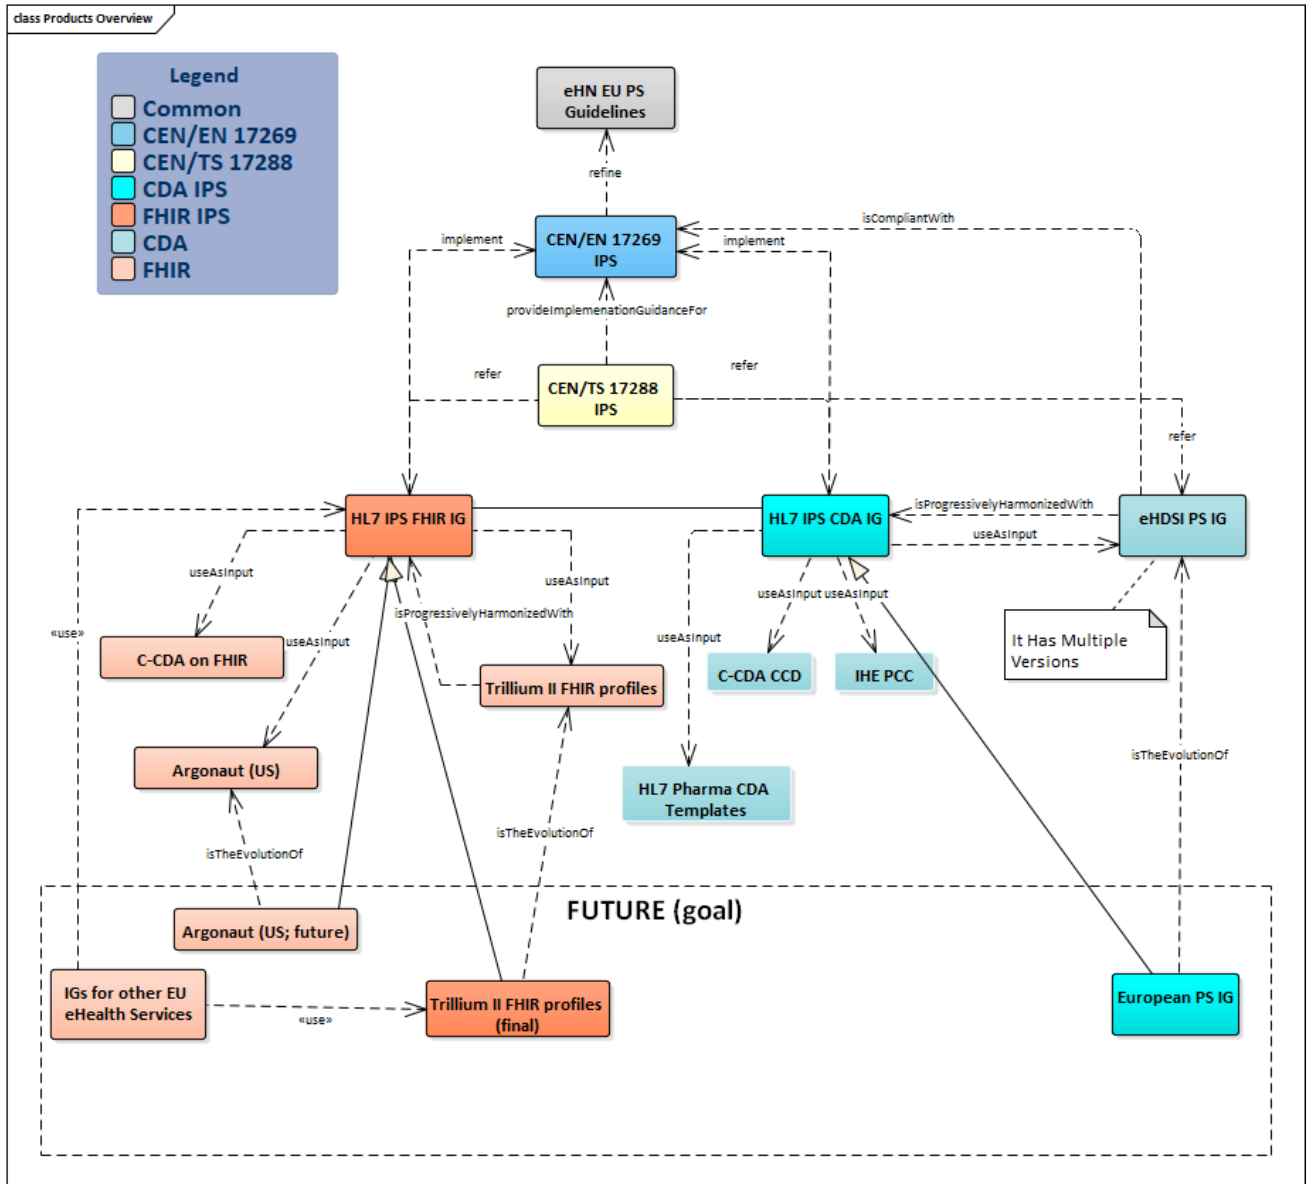 class Products Overview
Legend
Common
CEN/EN 17269
CEN/TS 17288
CDA IPS
FHIR IPS
CDA
FHIR
eHN EU PS
Guidelines
refine
isCompliantWith
implement
CEN/EN 17269
IPS
implement
provideImplemenationGuidanceFor
refer
CEN/TS 17288
IPS
refer
refer
HL7 IPS FHIR IG
HL7 IPS CDA IG
isProgressivelyHarmonizedWith
eHDSI PS IG
useAsInput
useAsInput
useAsInput
isProgressivelyHarmonizedWith
useAsInput
useAsInput
«use»
useAsInput
useAsInput
It Has Multiple
Versions
C-CDA on FHIR
Trillium II FHIR profiles
C-CDA CCD
IHE PCC
Argonaut (US)
HL7 Pharma CDA
Templates
isTheEvolutionOf
isTheEvolutionOf
isTheEvolutionOf
FUTURE (goal)
Argonaut (US; future)
IGs for other EU
eHealth Services
«use»
Trillium II FHIR profiles
(final)
European PS IG